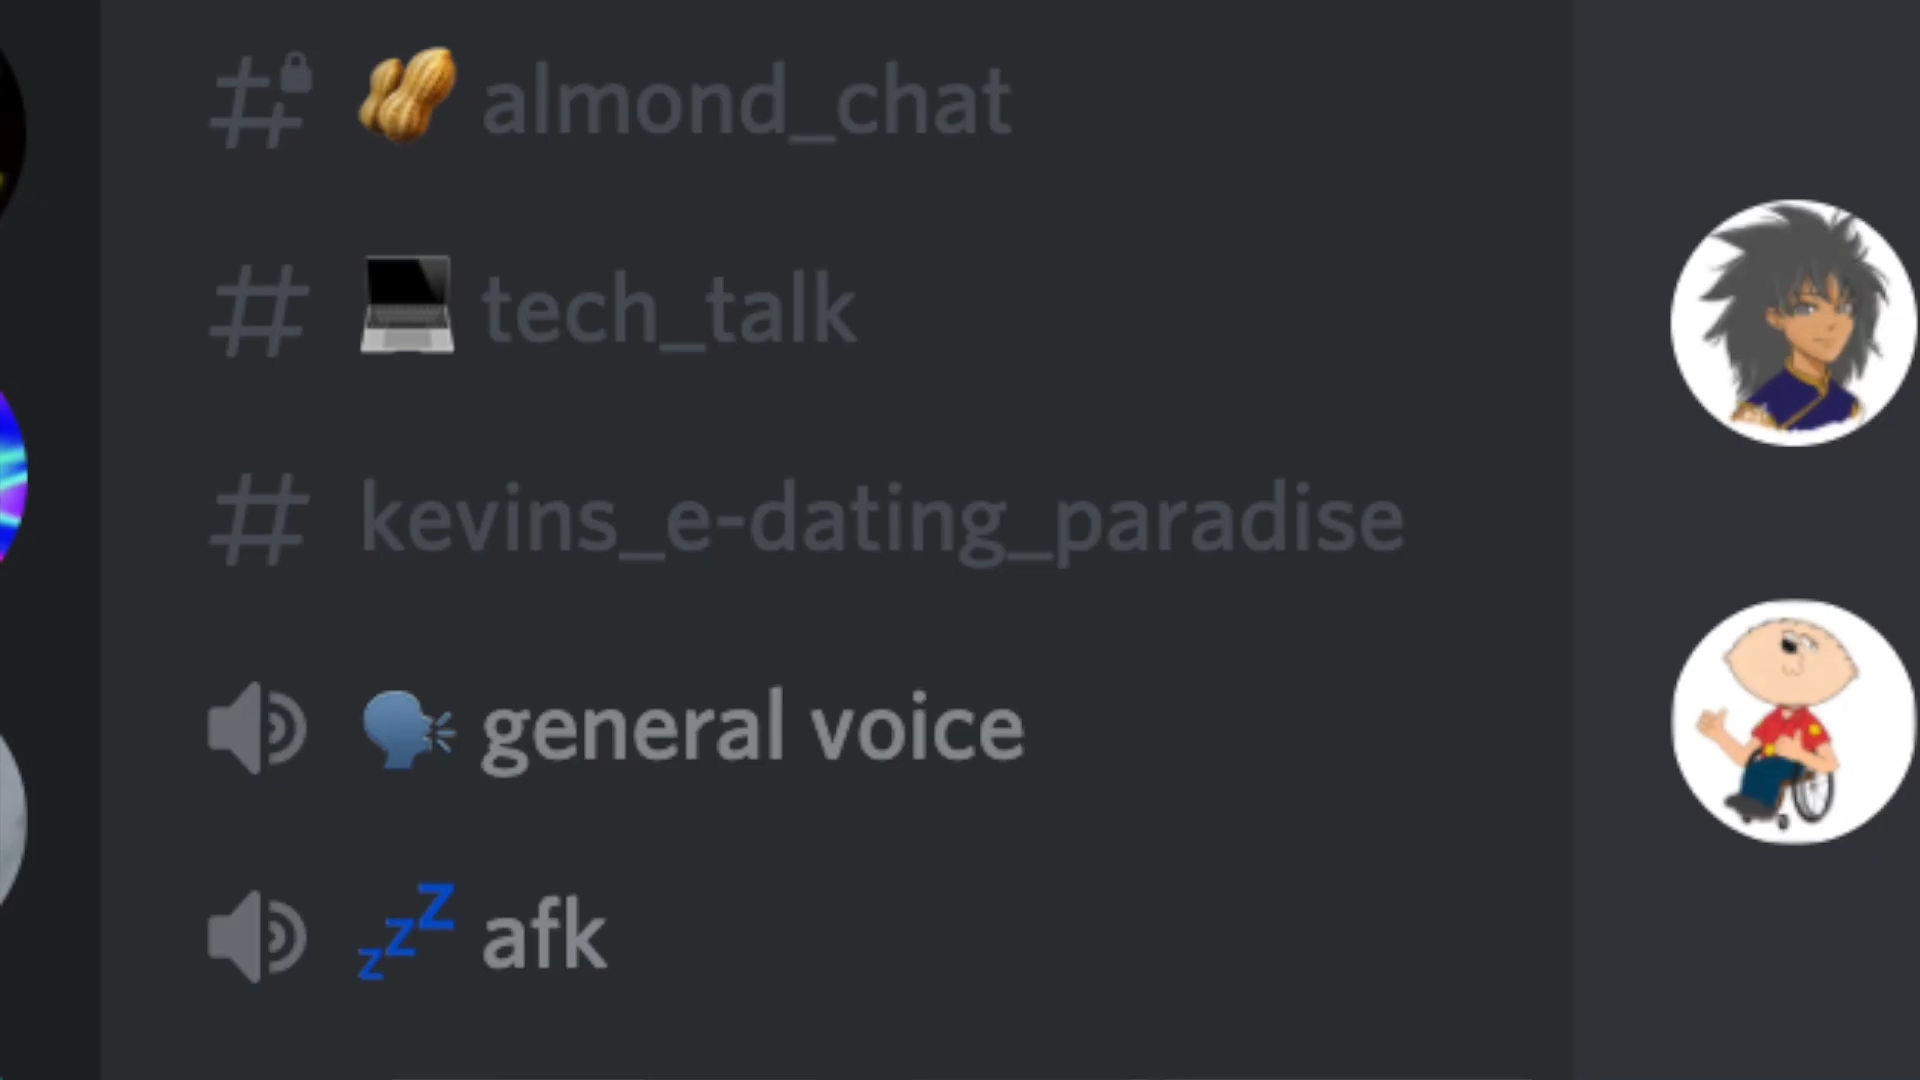 almond_chat
tech_talk
kevins_e-dating_paradise
general voice
afk